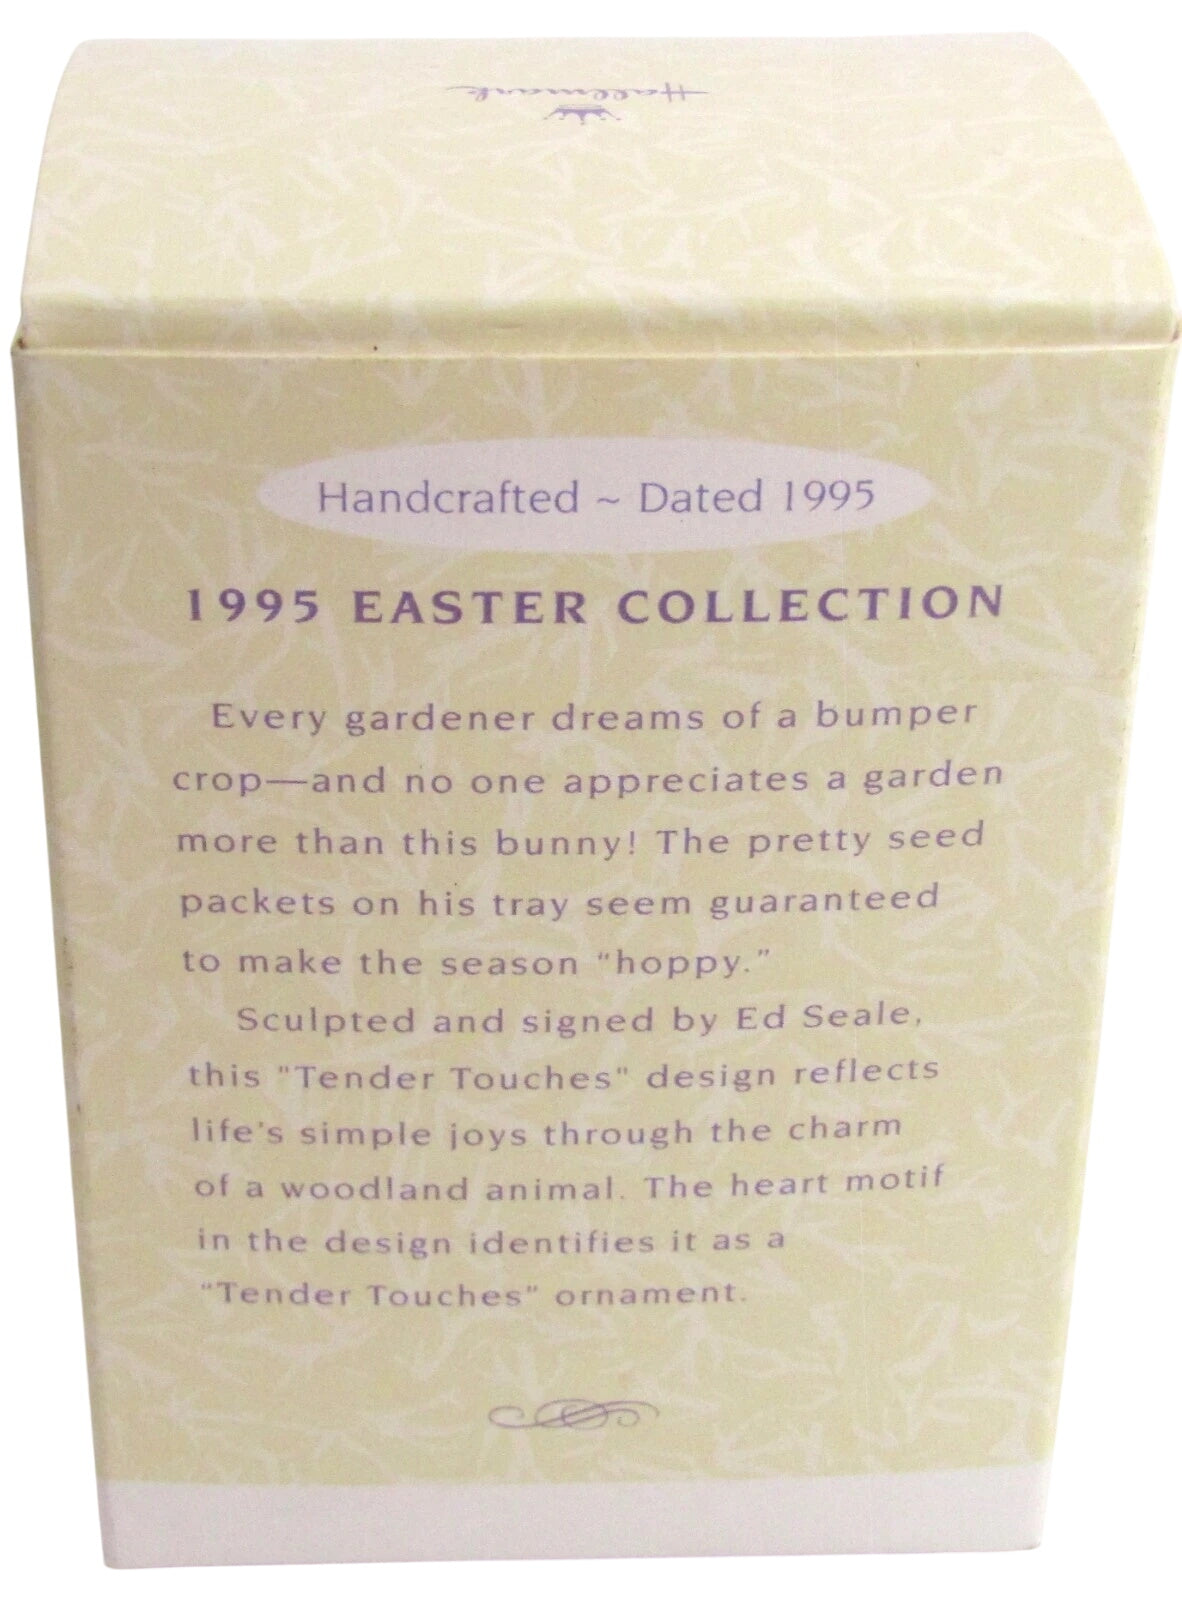 Hallmark
Handcrafted ~ Dated 1995
1995 EASTER COLLECTION
Every gardener dreams of a bumper
crop—and no one appreciates a garden
more than this bunny! The pretty seed
packets on his tray seem guaranteed
to make the season "hoppy."
Sculpted and signed by Ed Seale,
this "Tender Touches" design reflects
life's simple joys through the charm
of a woodland animal. The heart motif
in the design identifies it as a
"Tender Touches" ornament.